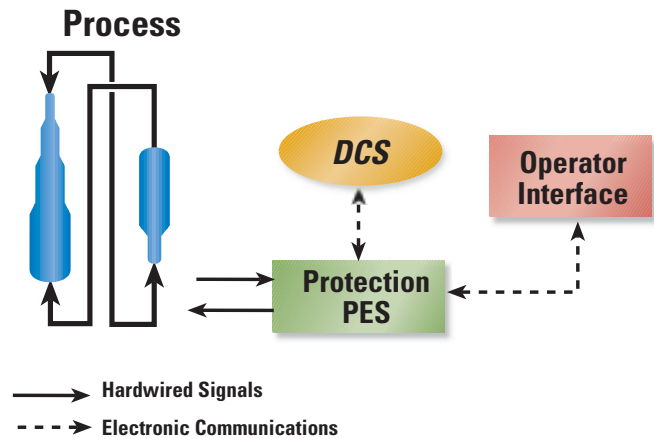 Process
DCS
Operator
Interface
Protection
PES
Hardwired Signals
Electronic Communications